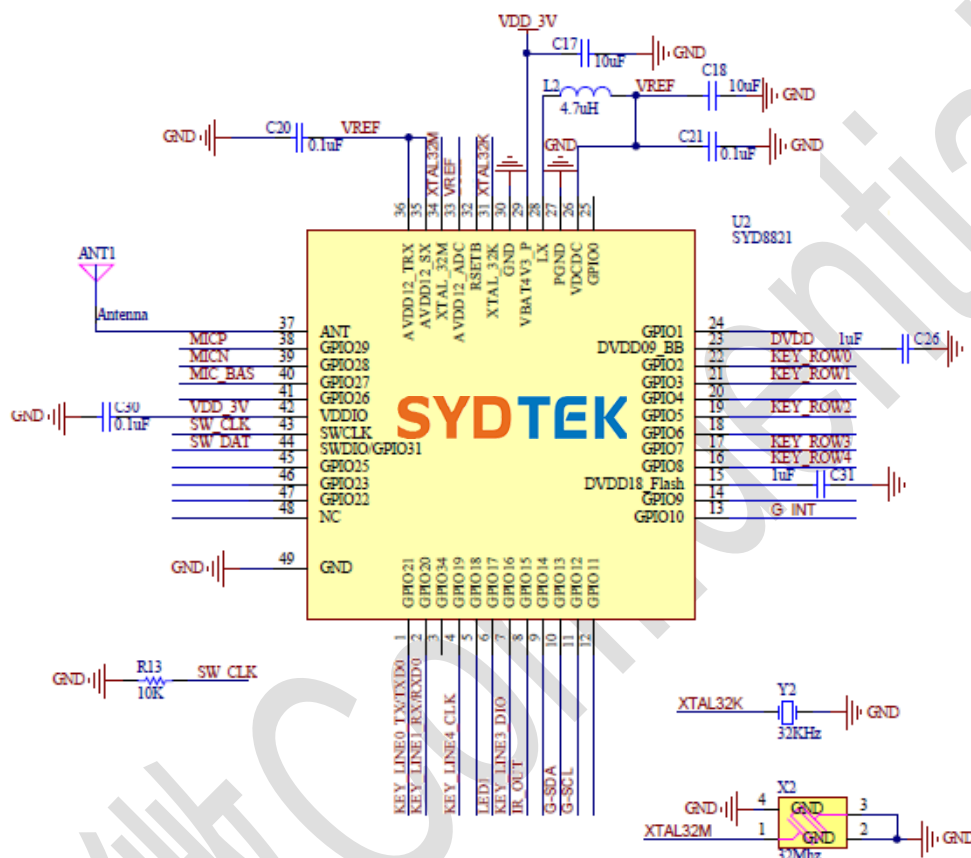 VDD_3V
C17
10uF
GND
L2
4.7uH
VREF
C18
10uF
GND
GND
C20
0.1uF
VREF
XTAL32M
VREF
XTAL32K
GND
C21
0.1uF
GND
36
35
34
33
32
31
30
29
28
27
26
25
AVDD12_TRX
AVDD12_SX
XTAL_32M
AVDD12_ADC
RSETB
XTAL_32K
GND
VBAT4V3_P
LX
PGND
VDCDC
GPIO0
U2
SYD8821
ANT1
Antenna
37
ANT
MICP
38
GPIO29
MICN
39
GPIO28
MIC_BAS
40
GPIO27
41
GPIO26
GND
C30
0.1uF
VDD_3V
42
VDDIO
SW_CLK
43
SWCLK
SW_DAT
44
SWDIO/GPIO31
45
GPIO25
46
GPIO23
47
GPIO22
48
NC
GND
49
GND
SYDTEK
GPIO1
24
DVDD09_BB
23
DVDD
1uF
C26
GPIO2
22
KEY_ROW0
GPIO3
21
KEY_ROW1
GPIO4
20
GPIO5
19
KEY_ROW2
GPIO6
18
GPIO7
17
KEY_ROW3
GPIO8
16
KEY_ROW4
DVDD18_Flash
15
1uF
C31
GPIO9
14
GPIO10
13
G_INT
GPIO21
GPIO20
GPIO34
GPIO19
GPIO18
GPIO17
GPIO16
GPIO15
GPIO14
GPIO13
GPIO12
GPIO11
1
2
3
4
5
6
7
8
9
10
11
12
KEY_LINE0_TX/TXD0
KEY_LINE1_RX/RXD0
KEY_LINE4_CLK
LED1
KEY_LINE3_DIO
IR_OUT
G-SDA
G-SCL
GND
R13
10K
SW_CLK
XTAL32K
Y2
32KHz
GND
X2
GND
4
GND
3
XTAL32M
1
GND
2
GND
32Mhz